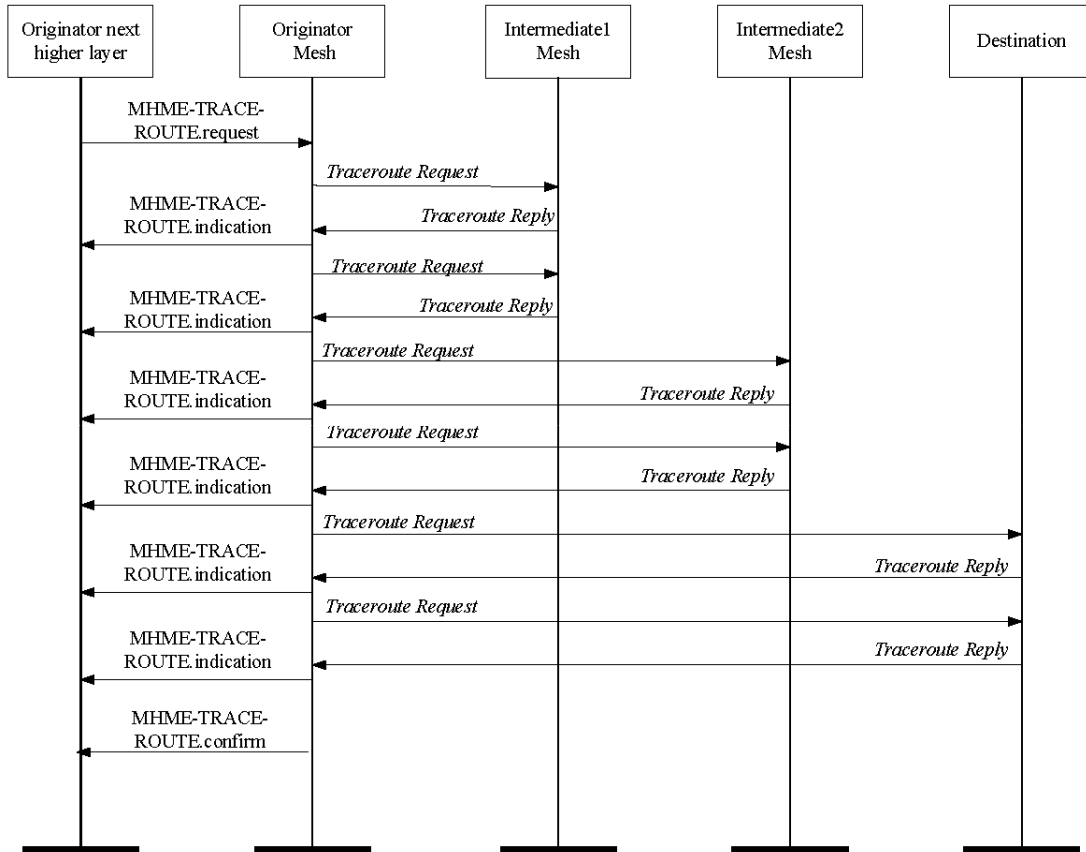 Originator next
higher layer
Originator
Mesh
Intermediate1
Mesh
Intermediate2
Mesh
Destination
MHME-TRACE-
ROUTE.request
Traceroute Request
MHME-TRACE-
ROUTE.indication
Traceroute Reply
Traceroute Request
MHME-TRACE-
ROUTE.indication
Traceroute Reply
Traceroute Request
MHME-TRACE-
ROUTE.indication
Traceroute Reply
Traceroute Request
MHME-TRACE-
ROUTE.indication
Traceroute Reply
Traceroute Request
MHME-TRACE-
ROUTE.indication
Traceroute Reply
Traceroute Request
MHME-TRACE-
ROUTE.indication
Traceroute Reply
MHME-TRACE-
ROUTE.confirm